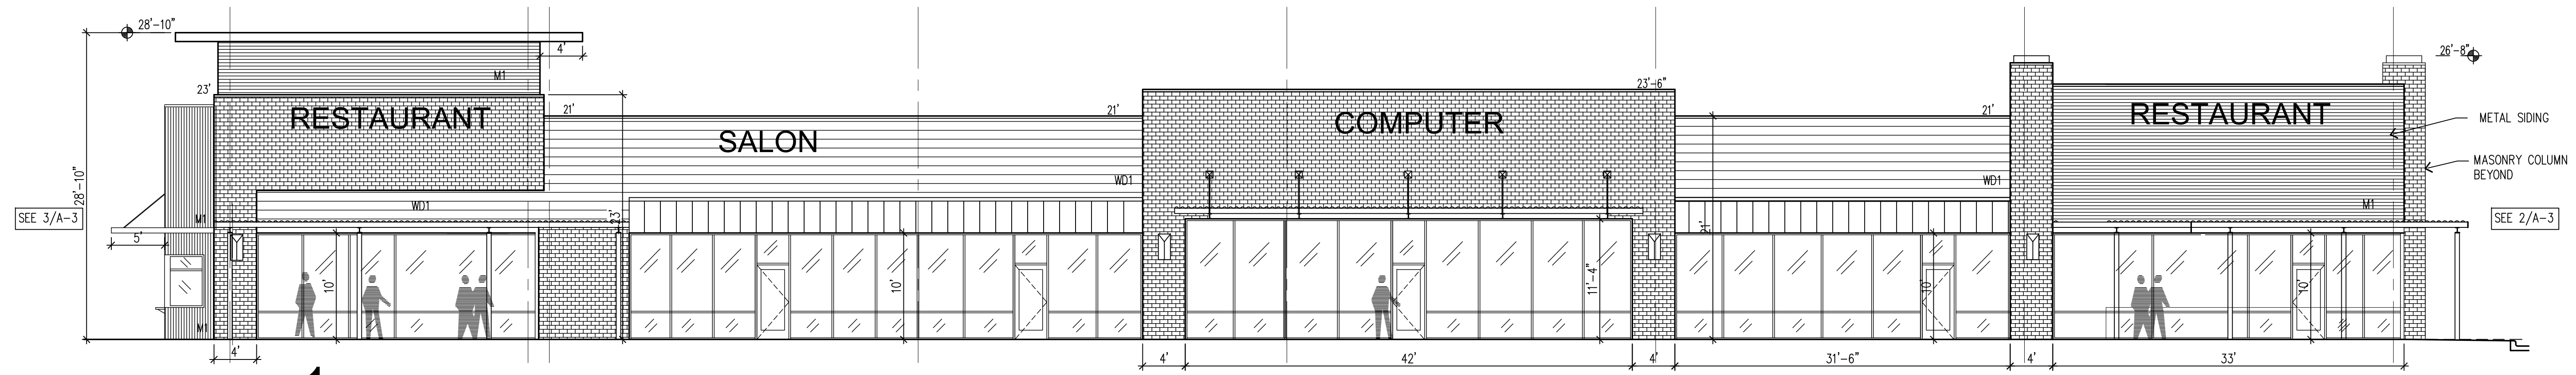 28'-10"
4'
M1
23'
RESTAURANT
21'
SALON
21'
COMPUTER
23'-6"
21'
RESTAURANT
26'-8"
METAL SIDING
MASONRY COLUMN
BEYOND
28'-10"
SEE 3/A-3
5'
M1
WD1
23'
WD1
WD1
21'
M1
SEE 2/A-3
10'
10'
11'-4"
10'
10'
M1
4'
4'
42'
4'
31'-6"
4'
33'